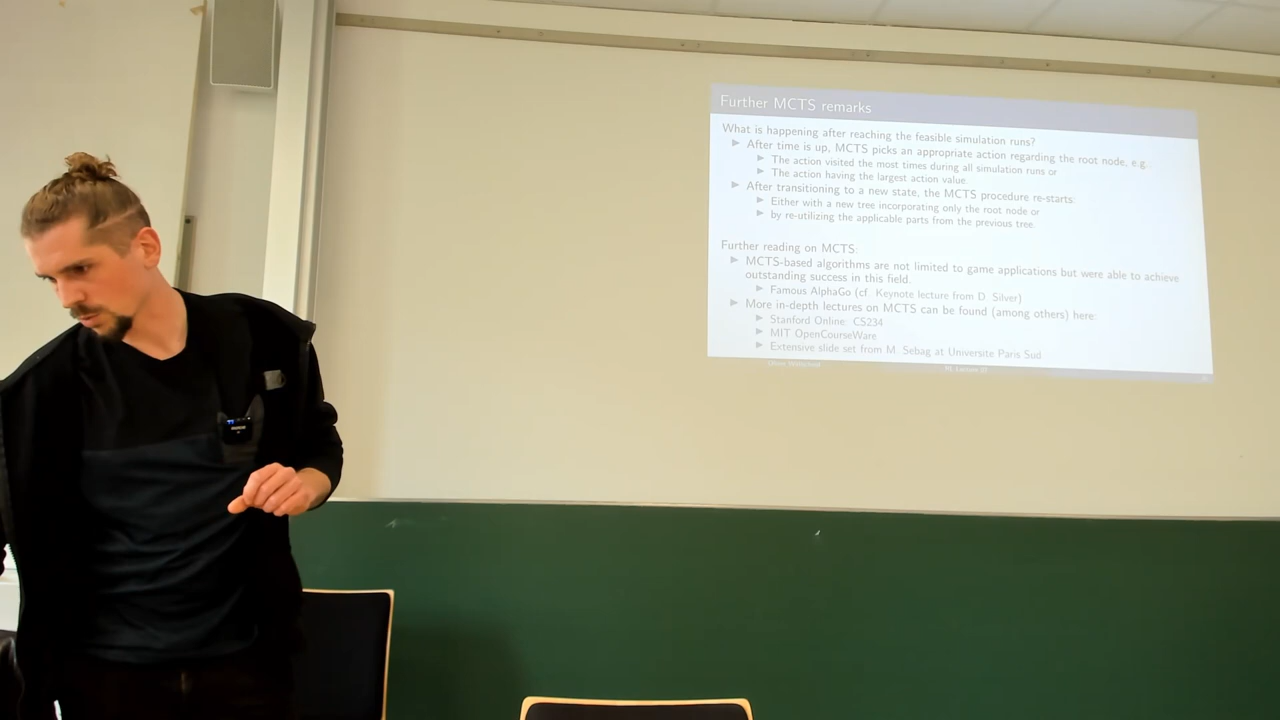 Further MCTS remarks
What is happening after reaching the feasible simulation runs?
After time is up, MCTS picks an appropriate action regarding the root node, e.g.
The action visited the most times during all simulation runs or
The action having the largest action value.
After transitioning to a new state, the MCTS procedure re-starts:
Either with a new tree incorporating only the root node or
by re-utilizing the applicable parts from the previous tree.
Further reading on MCTS:
MCTS-based algorithms are not limited to game applications but were able to achieve
outstanding success in this field.
Famous AlphaGo (cf. Keynote lecture from D. Silver)
More in-depth lectures on MCTS can be found (among others) here:
Stanford Online: CS234
MIT OpenCourseWare
Extensive slide set from M. Sebag at Universite Paris Sud